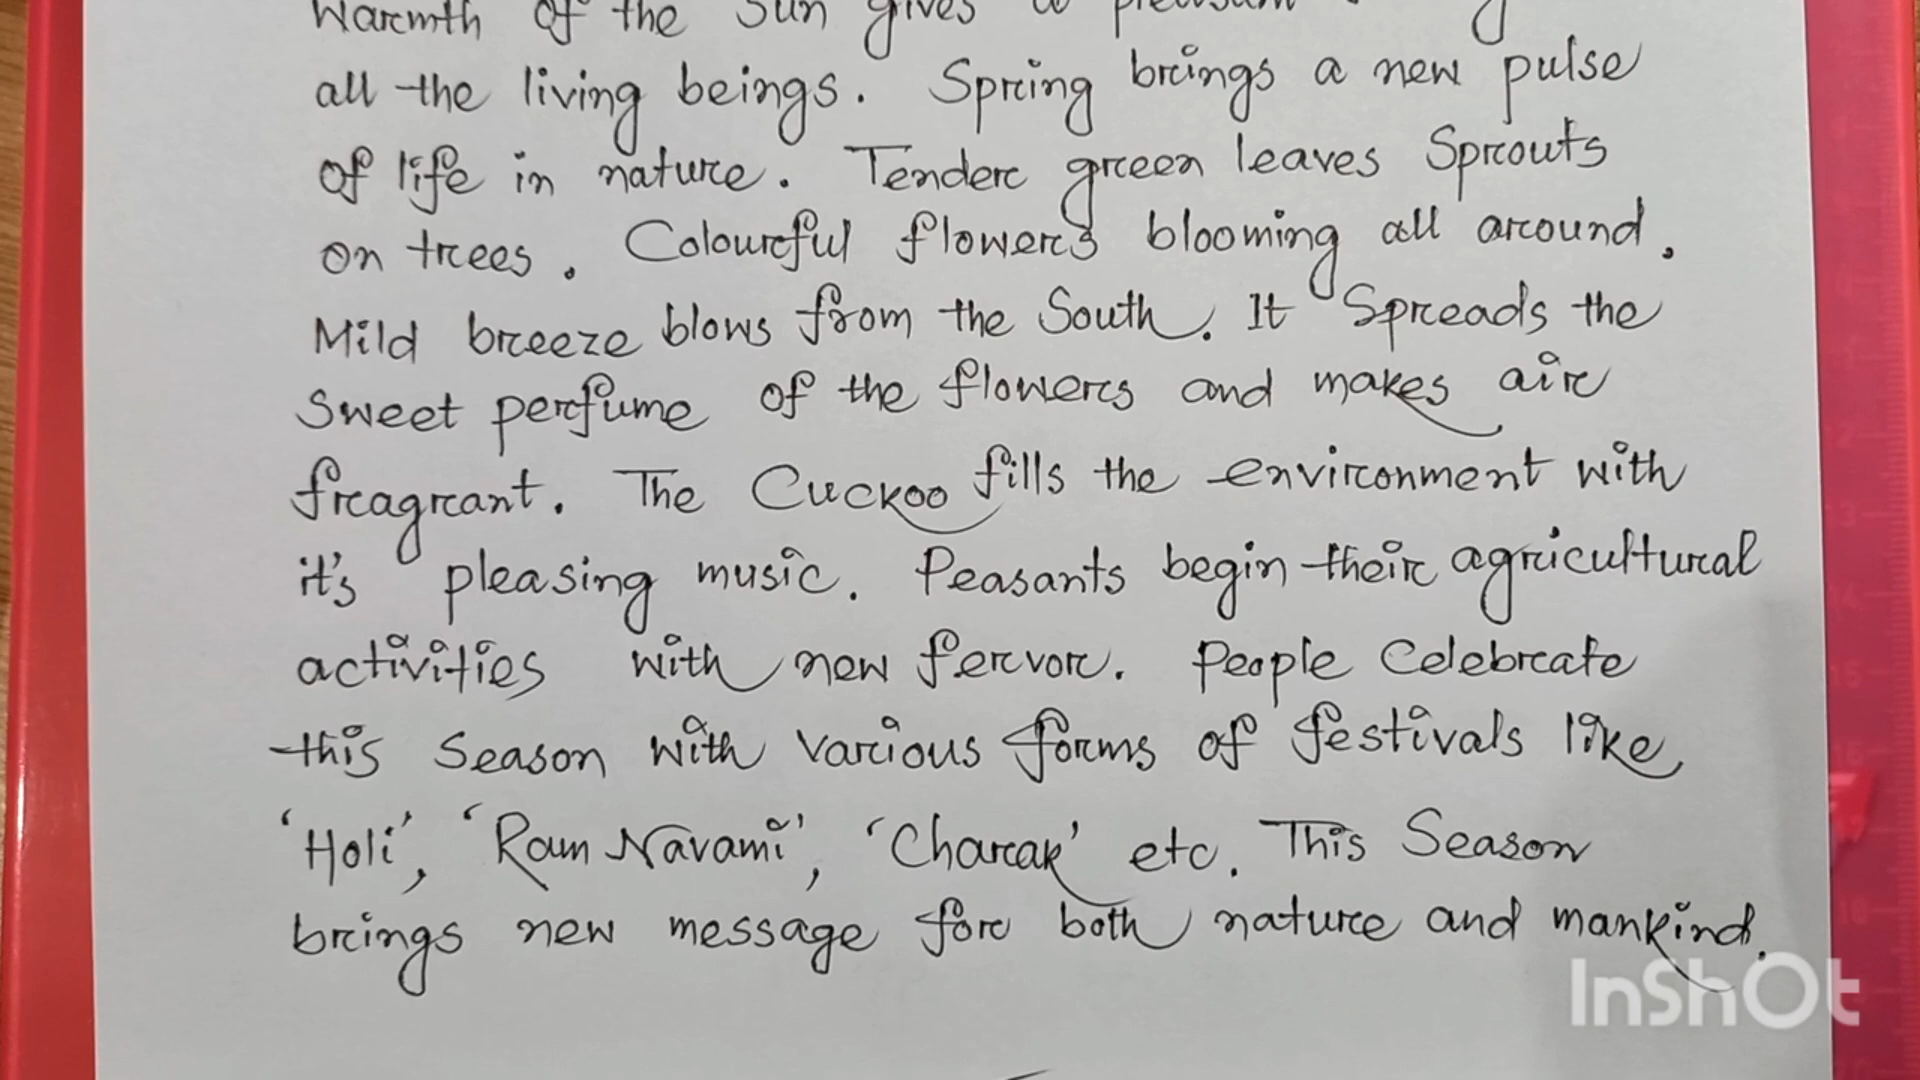 Warmth of the Sun gives a pleasant
all the living beings. Spring brings a new pulse
of life in nature. Tender green leaves Sprouts
on trees. Colourful flowers blooming all around.
Mild breeze blows from the South. It Spreads the
Sweet perfume of the flowers and makes air
fragrant. The Cuckoo fills the environment with
it's pleasing music. Peasants begin their agricultural
activities with new fervor. People Celebrate
this Season with various forms of festivals like
'Holi', 'Ram Navami', 'Charak' etc. This Season
brings new message for both nature and mankind.
InShOt